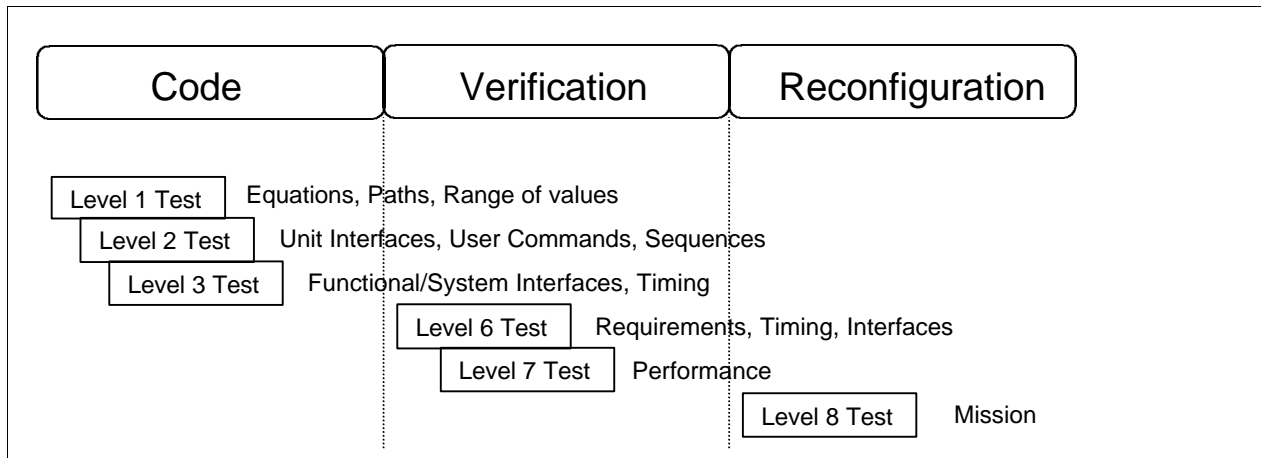 Code Verification Reconfiguration
Level 1 Test Equations, Paths, Range of values
Level 2 Test Unit Interfaces, User Commands, Sequences
Level 3 Test Functional/System Interfaces, Timing
Level 6 Test Requirements, Timing, Interfaces
Level 7 Test Performance
Level 8 Test Mission